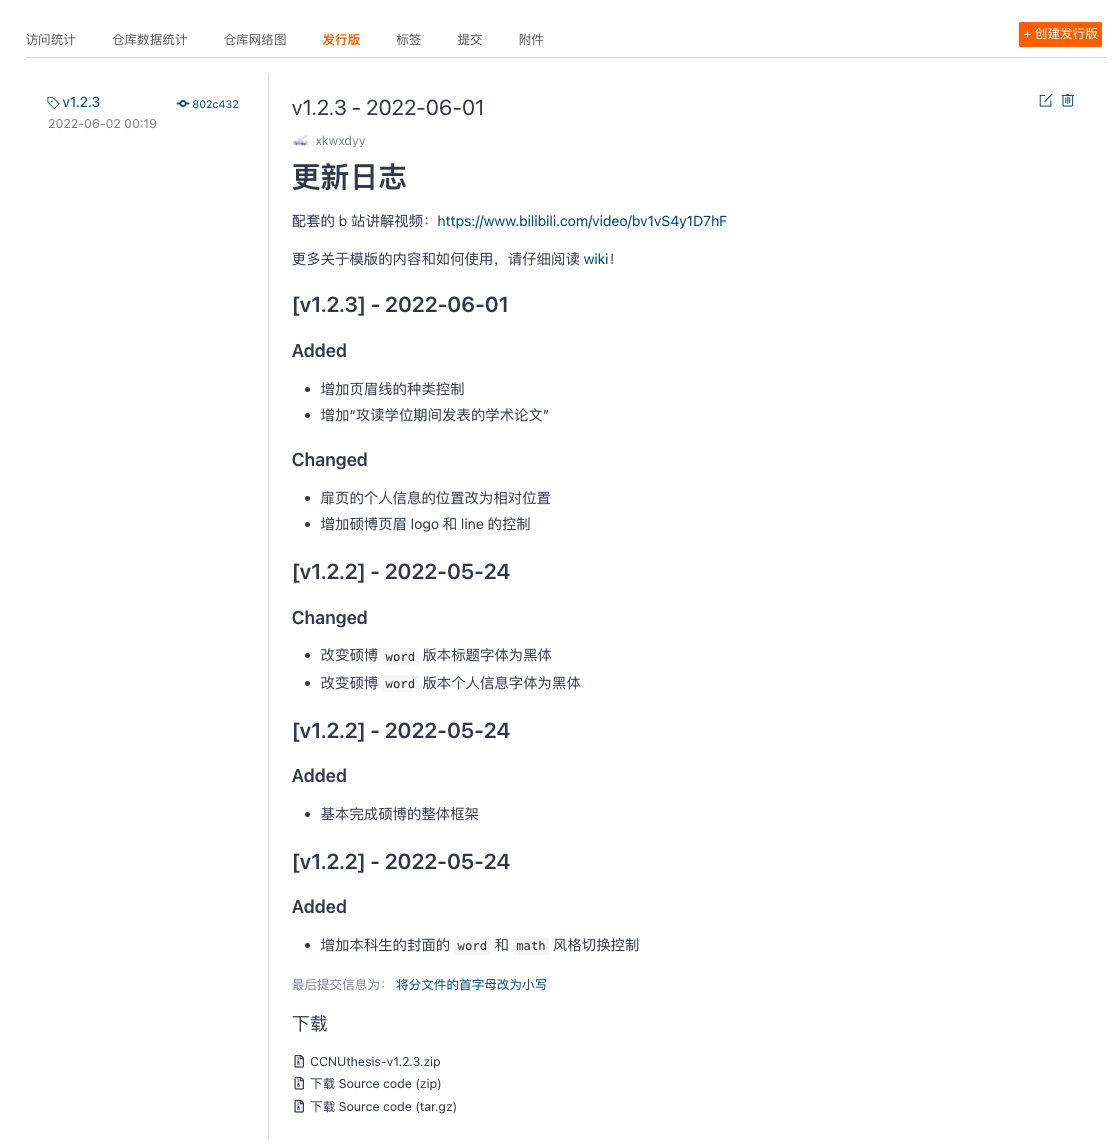 访问统计 仓库数据统计 仓库网络图 发行版 标签 提交 附件 + 创建发行版
v1.2.3 802c432
2022-06-02 00:19
v1.2.3 - 2022-06-01
xkwxdyy
更新日志
配套的 b 站讲解视频：https://www.bilibili.com/video/bv1vS4y1D7hF
更多关于模版的内容和如何使用，请仔细阅读 wiki！
[v1.2.3] - 2022-06-01
Added
• 增加页眉线的种类控制
• 增加“攻读学位期间发表的学术论文”
Changed
• 扉页的个人信息的位置改为相对位置
• 增加硕博页眉 logo 和 line 的控制
[v1.2.2] - 2022-05-24
Changed
• 改变硕博 word 版本标题字体为黑体
• 改变硕博 word 版本个人信息字体为黑体
[v1.2.2] - 2022-05-24
Added
• 基本完成硕博的整体框架
[v1.2.2] - 2022-05-24
Added
• 增加本科生的封面的 word 和 math 风格切换控制
最后提交信息为： 将分文件的首字母改为小写
下载
CCNUthesis-v1.2.3.zip
下载 Source code (zip)
下载 Source code (tar.gz)